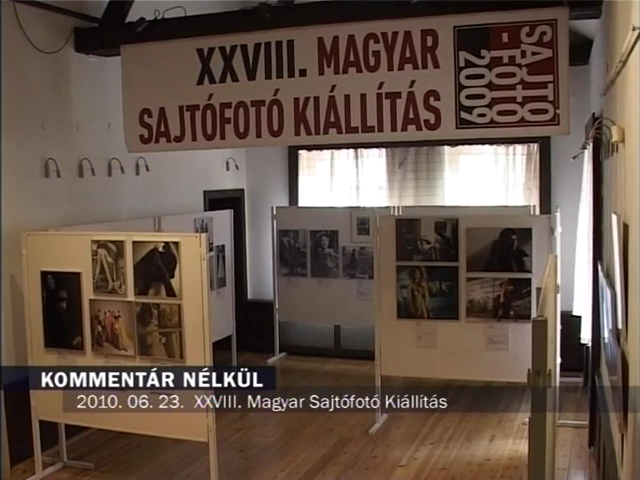 XXVIII. MAGYAR
SAJTÓFOTÓ KIÁLLÍTÁS
SAJTÓ
-FOTÓ
2009
KOMMENTÁR NÉLKÜL
2010. 06. 23. XXVIII. Magyar Sajtófotó Kiállítás